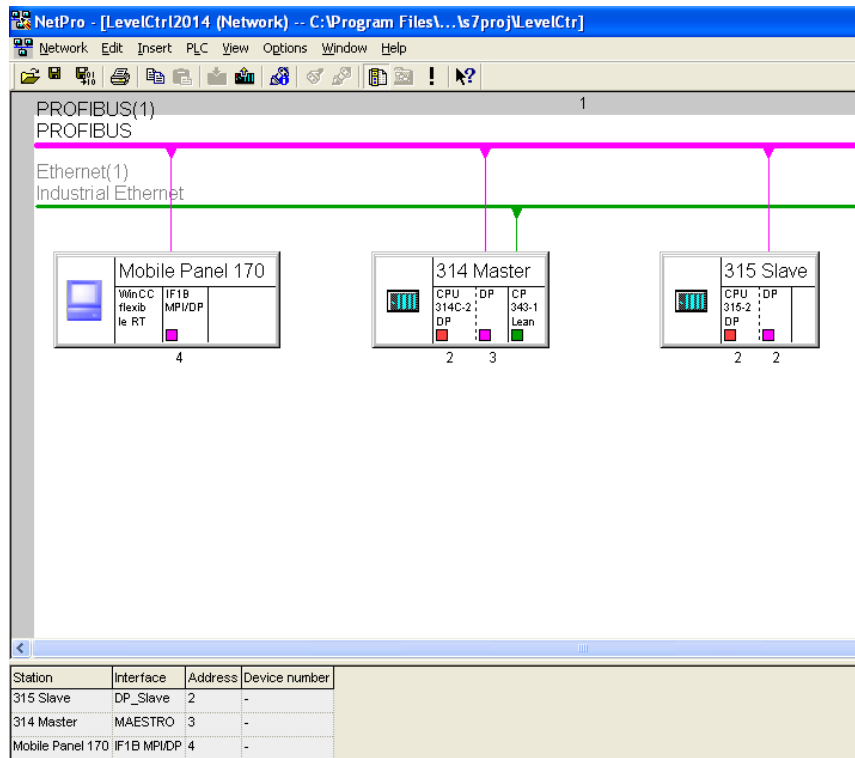 NetPro - [LevelCtrl2014 (Network) -- C:\Program Files\...\s7proj\LevelCtr]
Network Edit Insert PLC View Options Window Help
1
PROFIBUS(1)
PROFIBUS
Ethernet(1)
Industrial Ethernet
Mobile Panel 170
WinCC
flexib
le RT
IF1B
MPI/DP
4
314 Master
CPU
314C-2
DP
DP
CP
343-1
Lean
2 3
315 Slave
CPU
315-2
DP
DP
2 2
Station Interface Address Device number
315 Slave DP_Slave 2 -
314 Master MAESTRO 3 -
Mobile Panel 170 IF1B MPI/DP 4 -